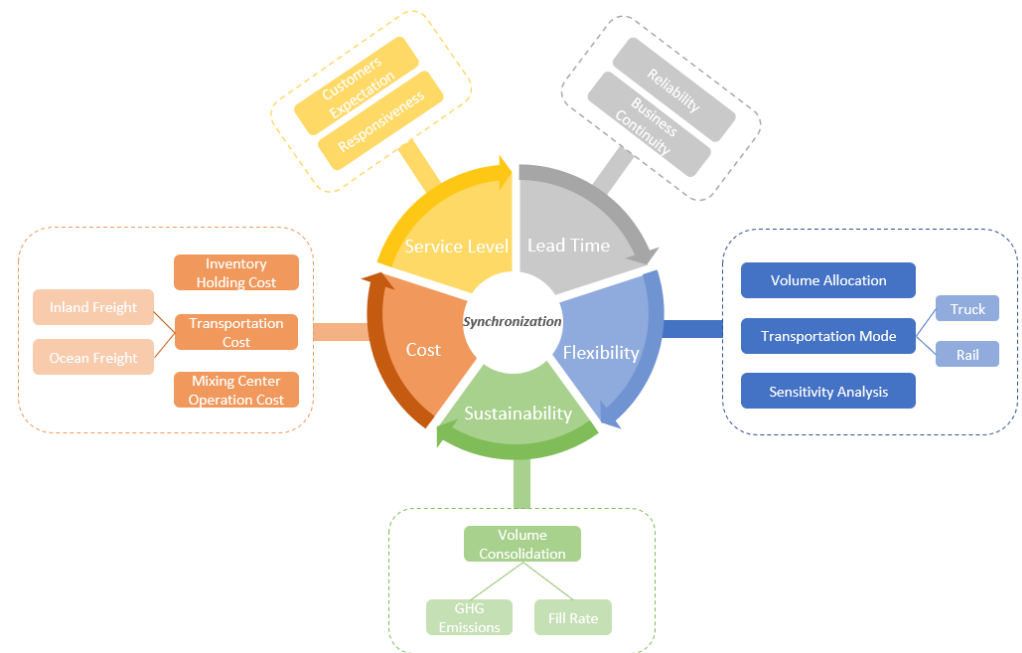 Customers
Expectation
Responsiveness
Reliability
Business
Continuity
Service Level
Lead Time
Inventory
Holding Cost
Inland Freight
Transportation
Cost
Ocean Freight
Mixing Center
Operation Cost
Synchronization
Cost
Flexibility
Sustainability
Volume Allocation
Transportation Mode
Truck
Rail
Sensitivity Analysis
Volume
Consolidation
GHG
Emissions
Fill Rate